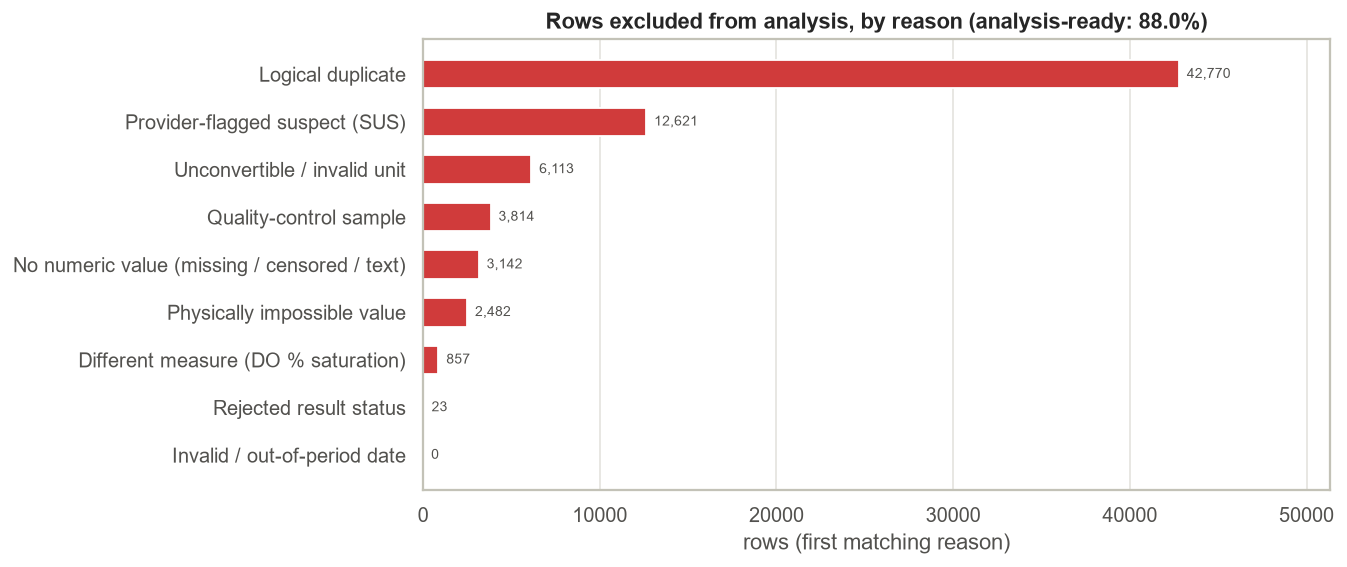 Rows excluded from analysis, by reason (analysis-ready: 88.0%)
Logical duplicate 42,770
Provider-flagged suspect (SUS) 12,621
Unconvertible / invalid unit 6,113
Quality-control sample 3,814
No numeric value (missing / censored / text) 3,142
Physically impossible value 2,482
Different measure (DO % saturation) 857
Rejected result status 23
Invalid / out-of-period date 0
0 10000 20000 30000 40000 50000
rows (first matching reason)